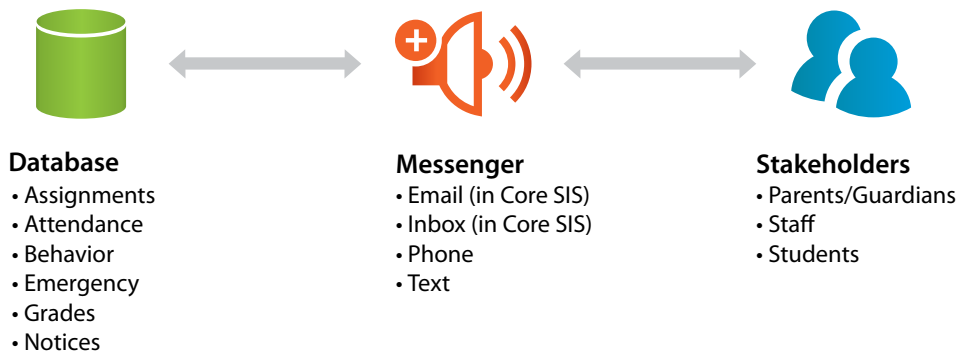 Database
• Assignments
• Attendance
• Behavior
• Emergency
• Grades
• Notices
Messenger
• Email (in Core SIS)
• Inbox (in Core SIS)
• Phone
• Text
Stakeholders
• Parents/Guardians
• Staff
• Students